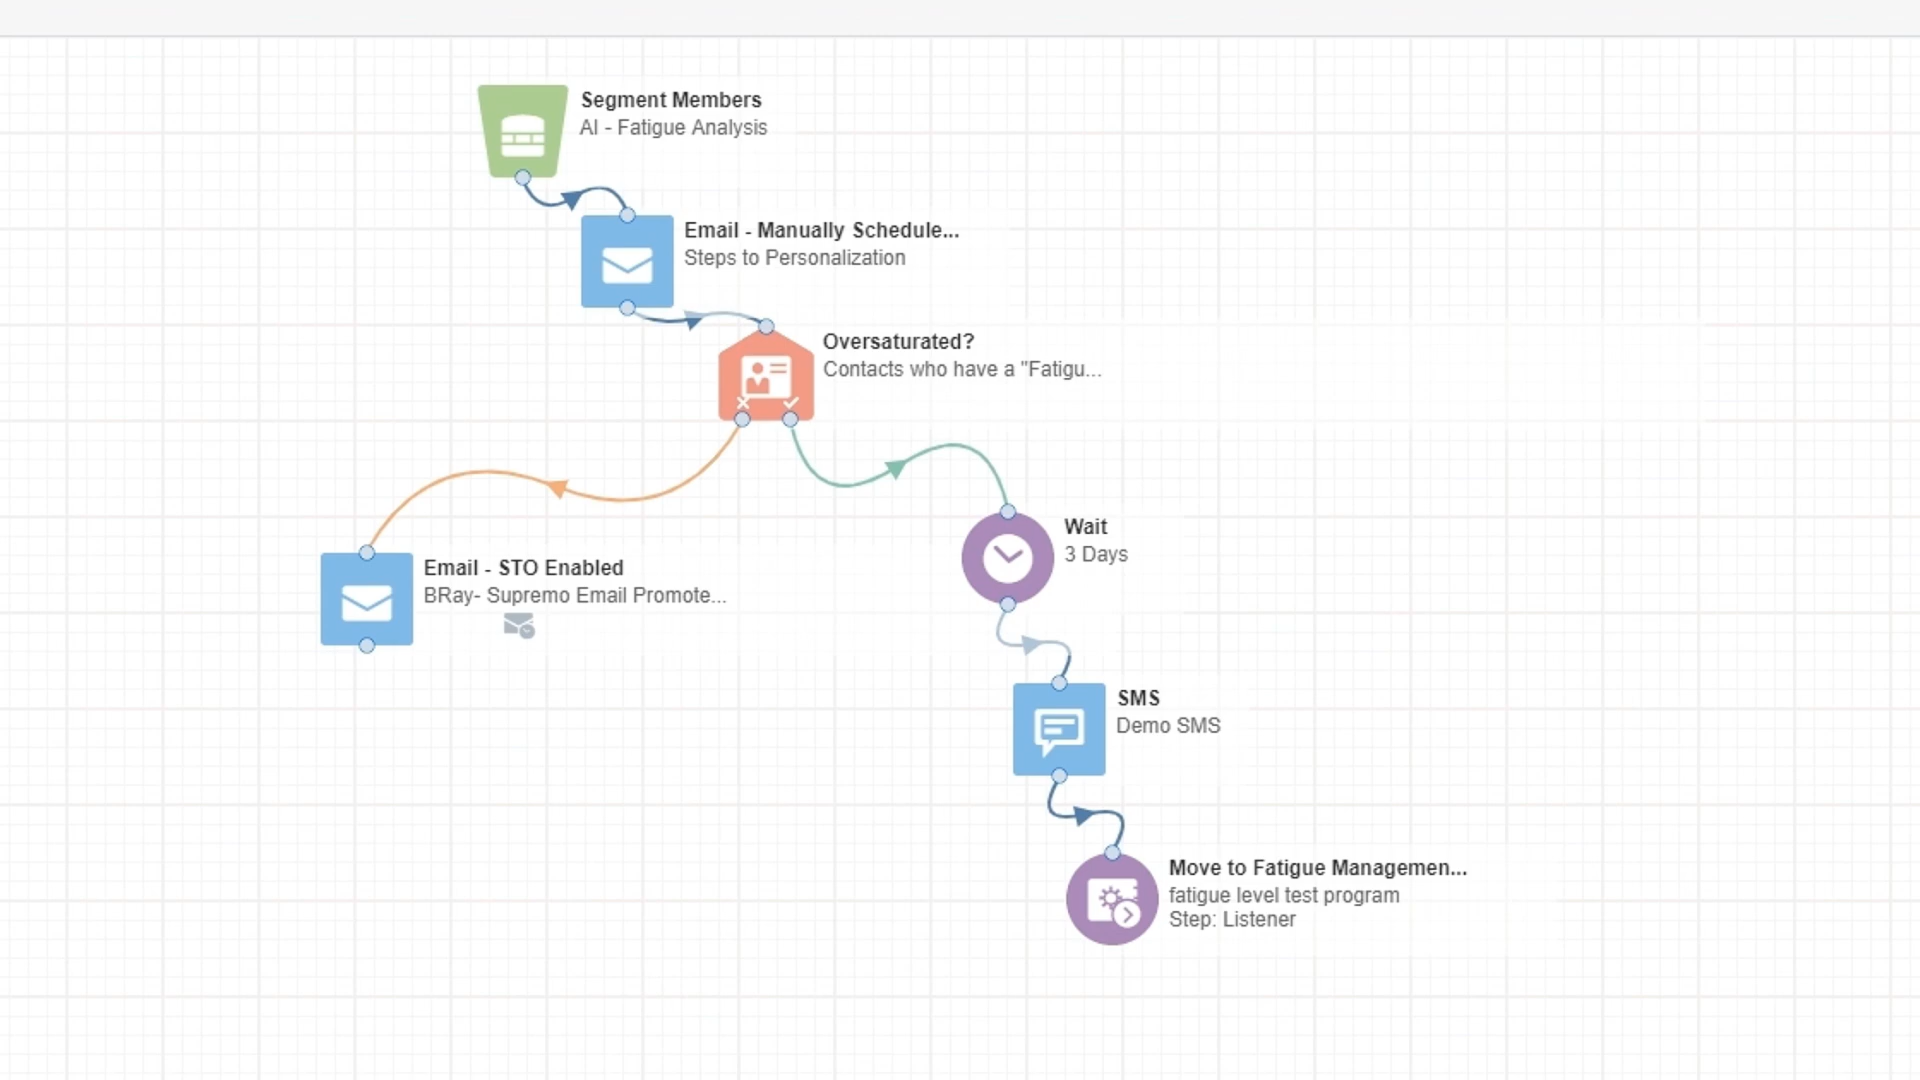 Segment Members
AI - Fatigue Analysis
Email - Manually Schedule...
Steps to Personalization
Oversaturated?
Contacts who have a "Fatigu...
Email - STO Enabled
BRay- Supremo Email Promote...
Wait
3 Days
SMS
Demo SMS
Move to Fatigue Managemen...
fatigue level test program
Step: Listener